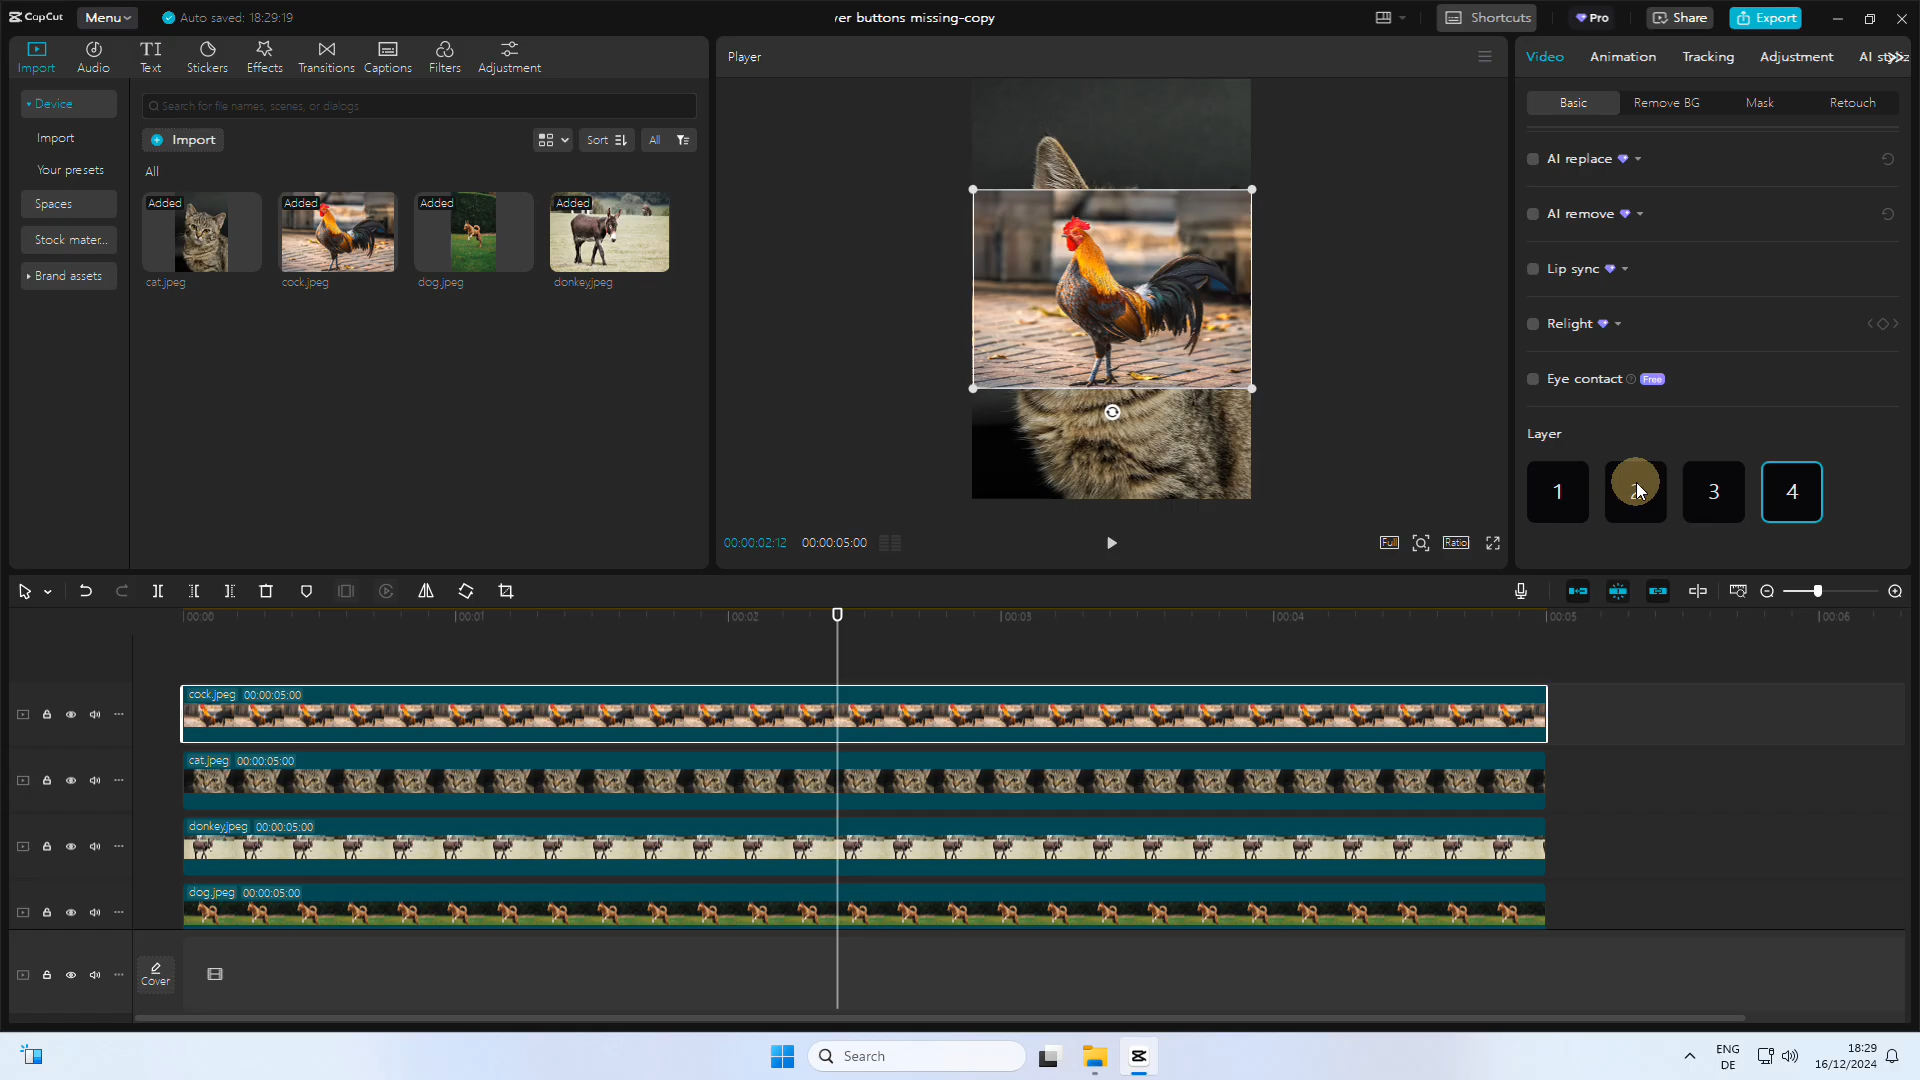 CapCut
Menu
Auto saved: 18:29:19
ver buttons missing-copy
Shortcuts
Pro
Share
Export
Import
Audio
TI
Text
Stickers
Effects
Transitions
Captions
Filters
Adjustment
Device
Import
Your presets
Spaces
Stock mater...
Brand assets
Search for file names, scenes, or dialogs
Import
Sort
All
All
Added
Added
Added
Added
cat.jpeg
cock.jpeg
dog.jpeg
donkey.jpeg
Player
00:00:02:12
00:00:05:00
Full
Ratio
Video
Animation
Tracking
Adjustment
Basic
Remove BG
Mask
Retouch
AI replace
AI remove
Lip sync
Relight
Eye contact
Free
Layer
1
3
4
00:00
00:01
00:02
00:03
00:04
00:05
00:06
cock.jpeg 00:00:05:00
cat.jpeg 00:00:05:00
donkey.jpeg 00:00:05:00
dog.jpeg 00:00:05:00
Cover
Search
ENG
DE
18:29
16/12/2024